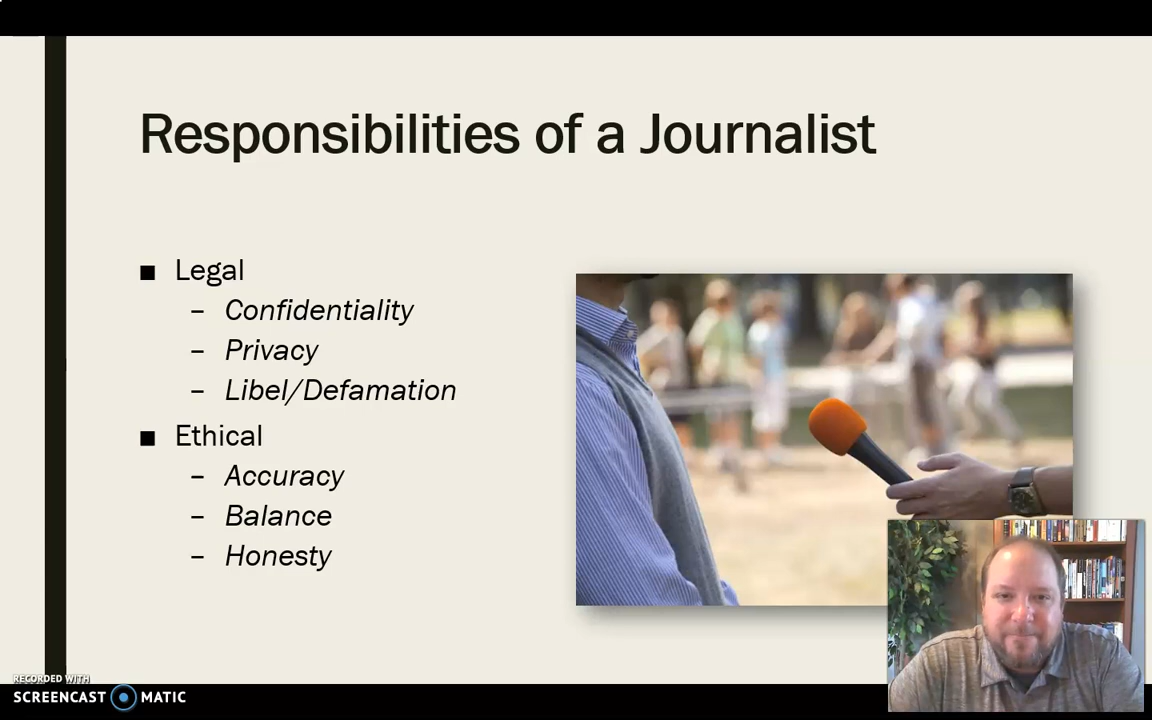 Responsibilities of a Journalist
■ Legal
– Confidentiality
– Privacy
– Libel/Defamation
■ Ethical
– Accuracy
– Balance
– Honesty
RECORDED WITH
SCREENCAST MATIC